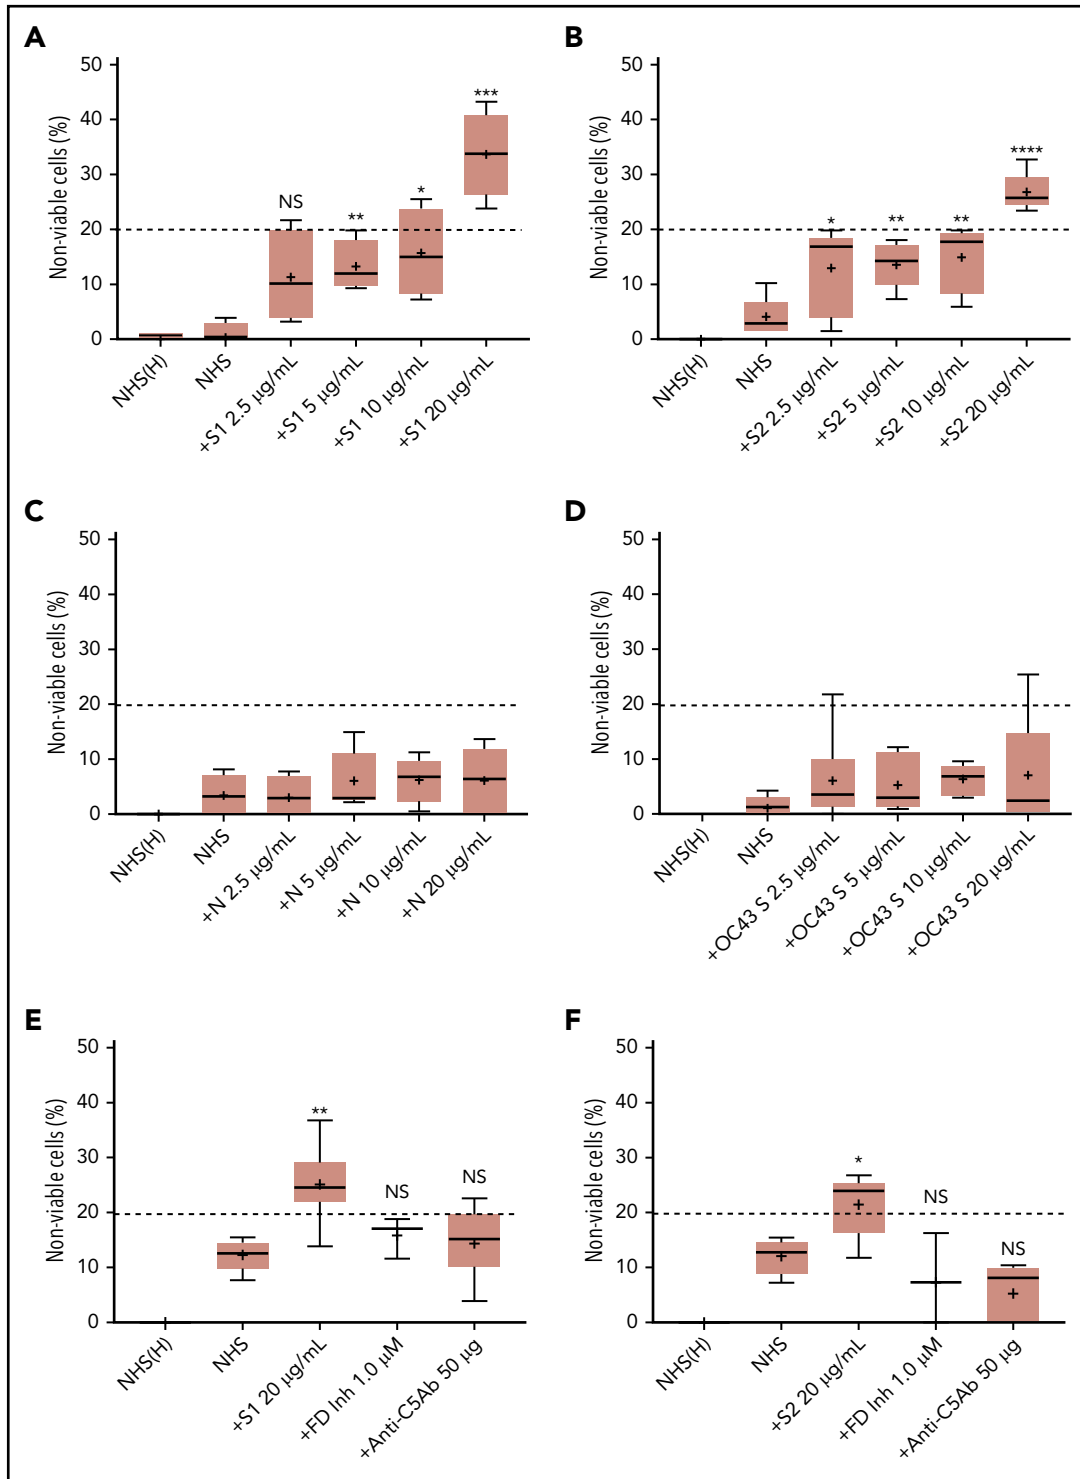 A
Non-viable cells (%)
50
40
30
20
10
0
NS
**
*
***
NHS(H)
NHS
+S1 2.5 µg/mL
+S1 5 µg/mL
+S1 10 µg/mL
+S1 20 µg/mL
B
Non-viable cells (%)
50
40
30
20
10
0
*
**
**
****
NHS(H)
NHS
+S2 2.5 µg/mL
+S2 5 µg/mL
+S2 10 µg/mL
+S2 20 µg/mL
C
Non-viable cells (%)
50
40
30
20
10
0
NHS(H)
NHS
+N 2.5 µg/mL
+N 5 µg/mL
+N 10 µg/mL
+N 20 µg/mL
D
Non-viable cells (%)
50
40
30
20
10
0
NHS(H)
NHS
+OC43 S 2.5 µg/mL
+OC43 S 5 µg/mL
+OC43 S 10 µg/mL
+OC43 S 20 µg/mL
E
Non-viable cells (%)
50
40
30
20
10
0
**
NS
NS
NHS(H)
NHS
+S1 20 µg/mL
+FD Inh 1.0 µM
+Anti-C5Ab 50 µg
F
Non-viable cells (%)
50
40
30
20
10
0
*
NS
NS
NHS(H)
NHS
+S2 20 µg/mL
+FD Inh 1.0 µM
+Anti-C5Ab 50 µg